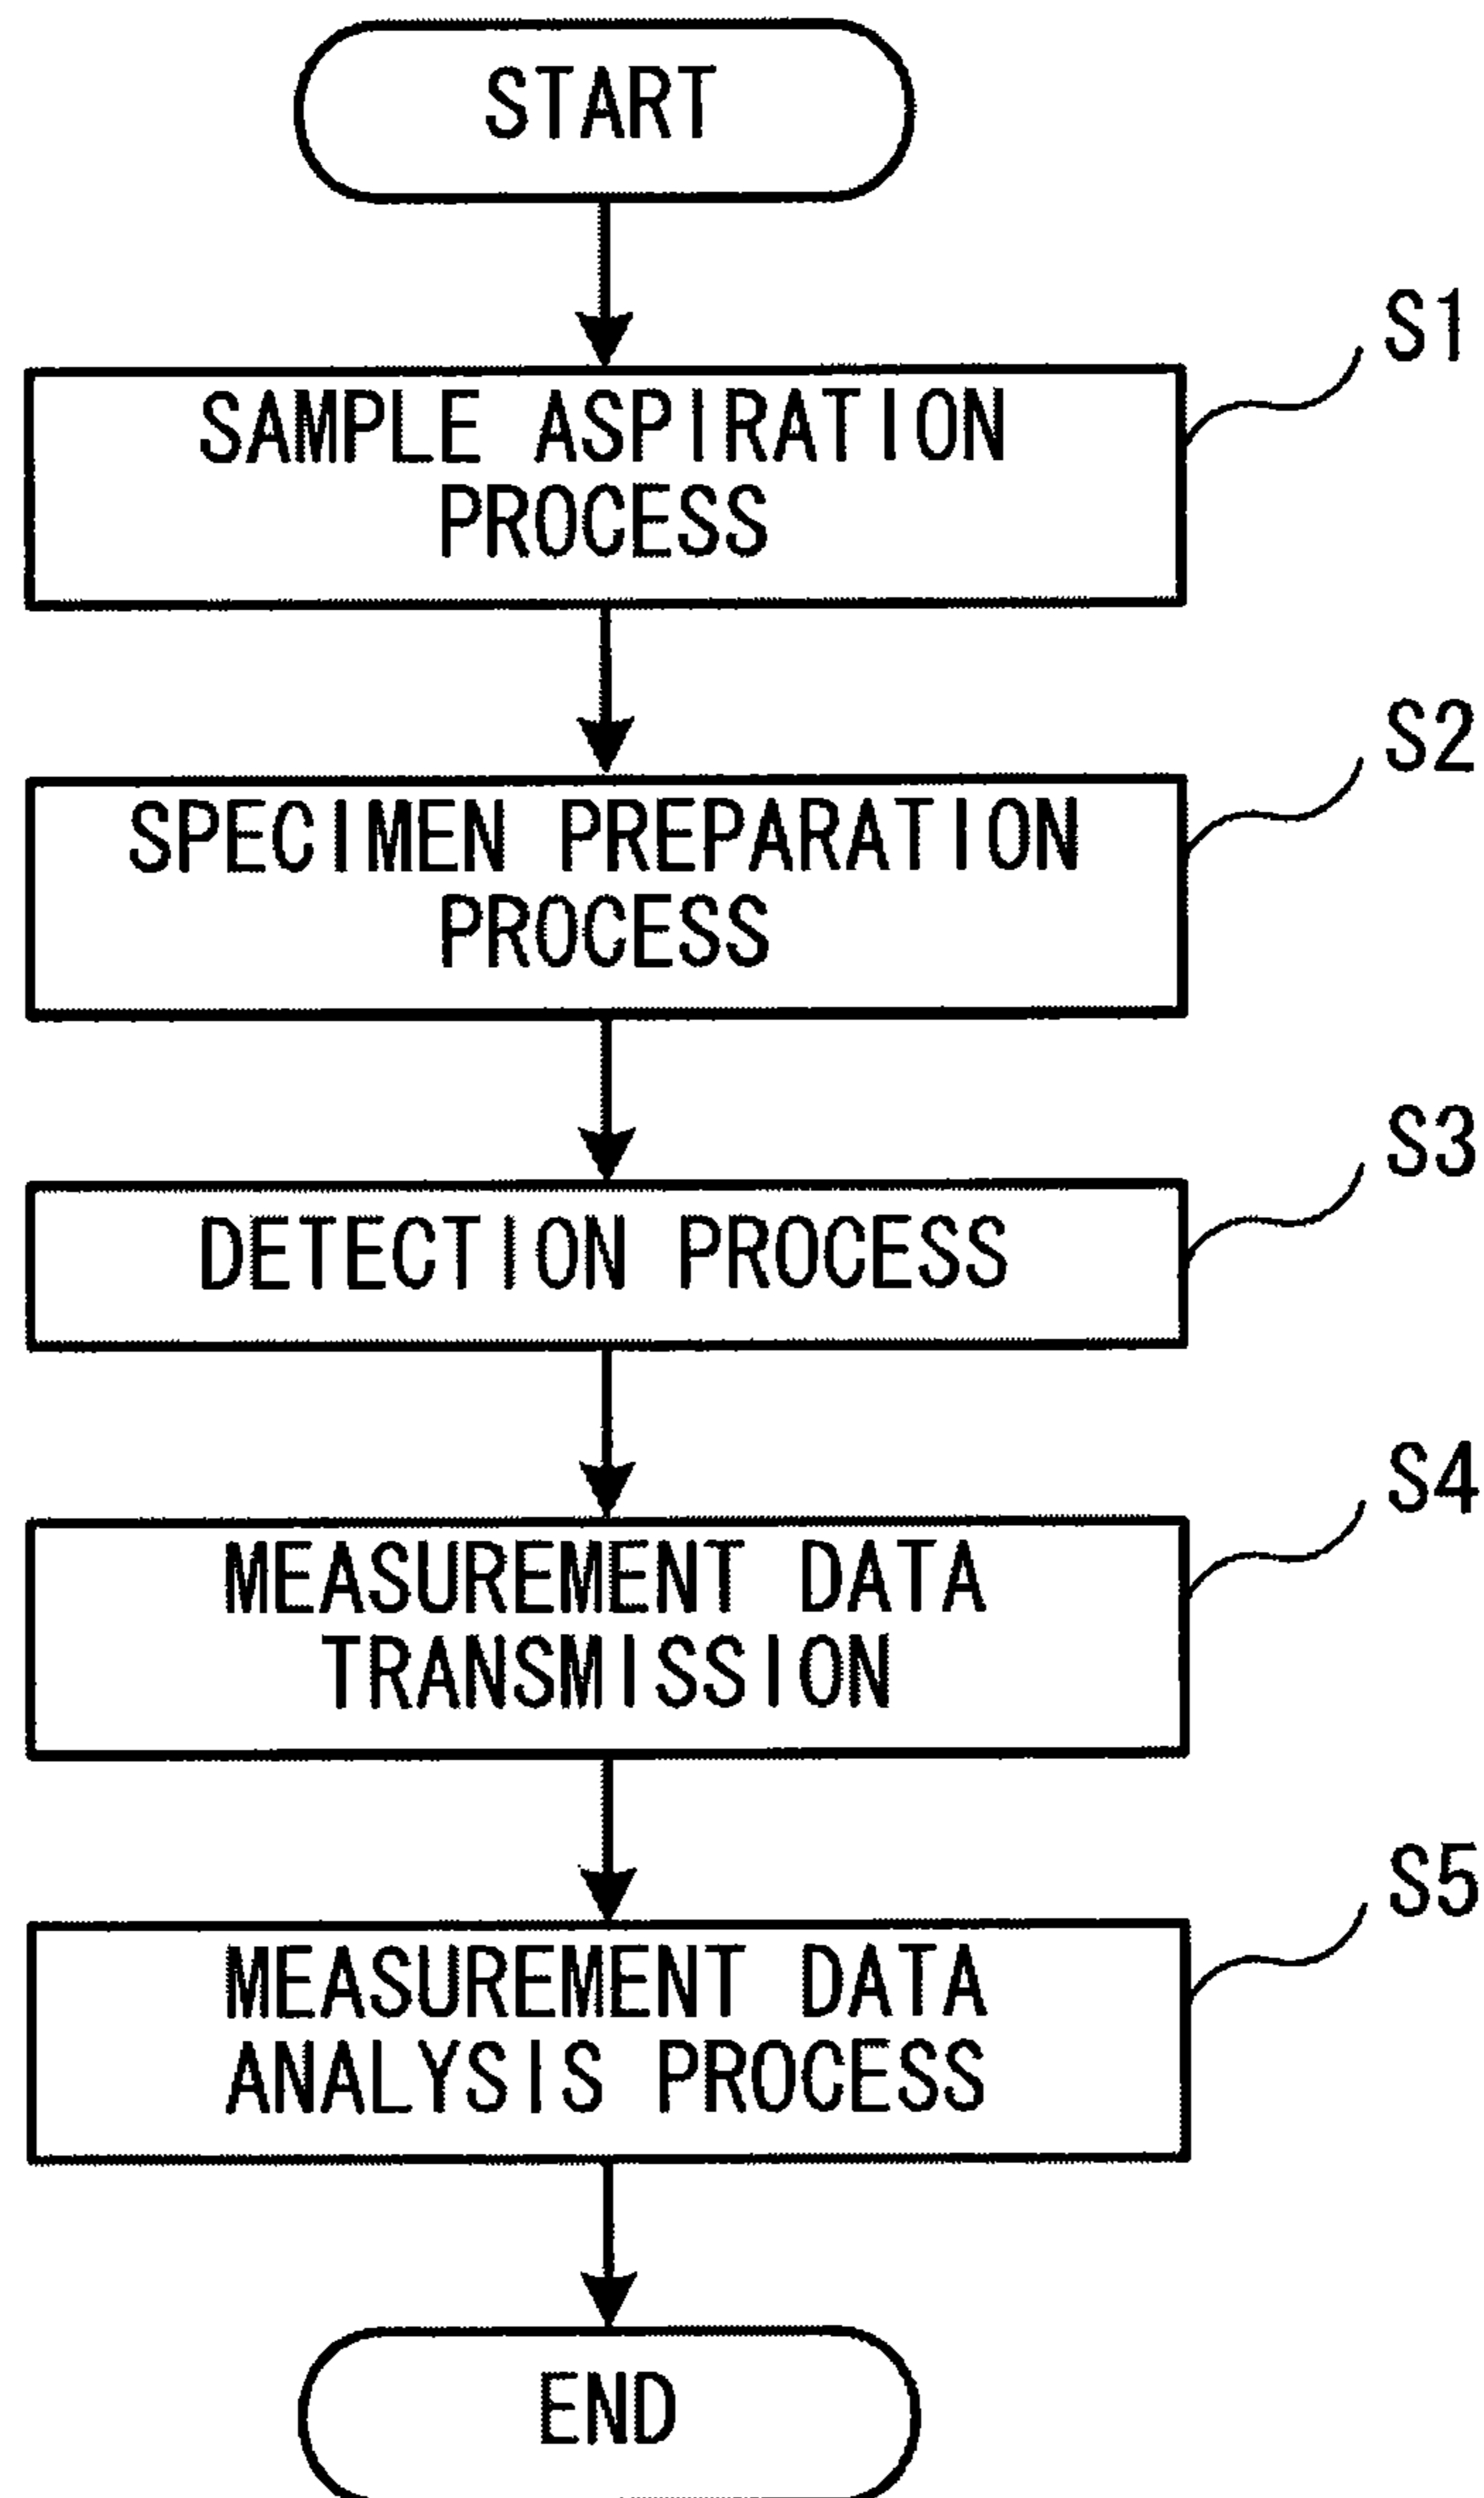 START
S1
SAMPLE ASPIRATION
PROCESS
S2
SPECIMEN PREPARATION
PROCESS
S3
DETECTION PROCESS
S4
MEASUREMENT DATA
TRANSMISSION
S5
MEASUREMENT DATA
ANALYSIS PROCESS
END